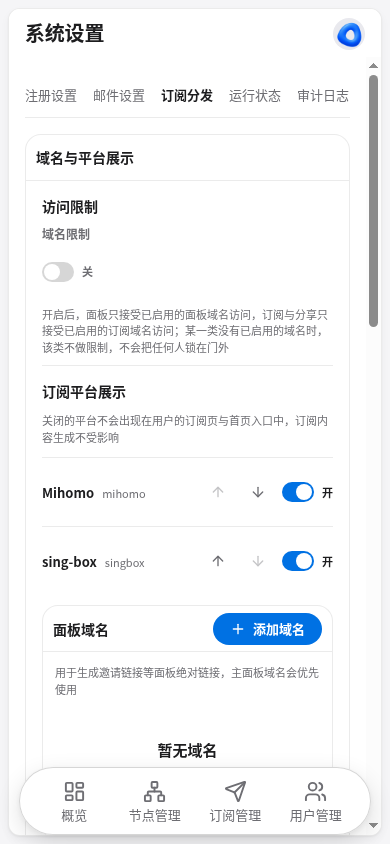 系统设置
注册设置 邮件设置 订阅分发 运行状态 审计日志
域名与平台展示
访问限制
域名限制
关
开启后，面板只接受已启用的面板域名访问，订阅与分享只
接受已启用的订阅域名访问；某一类没有已启用的域名时，
该类不做限制，不会把任何人锁在门外
订阅平台展示
关闭的平台不会出现在用户的订阅页与首页入口中，订阅内
容生成不受影响
Mihomo mihomo 开
sing-box singbox 开
面板域名 添加域名
用于生成邀请链接等面板绝对链接，主面板域名会优先
使用
暂无域名
概览 节点管理 订阅管理 用户管理